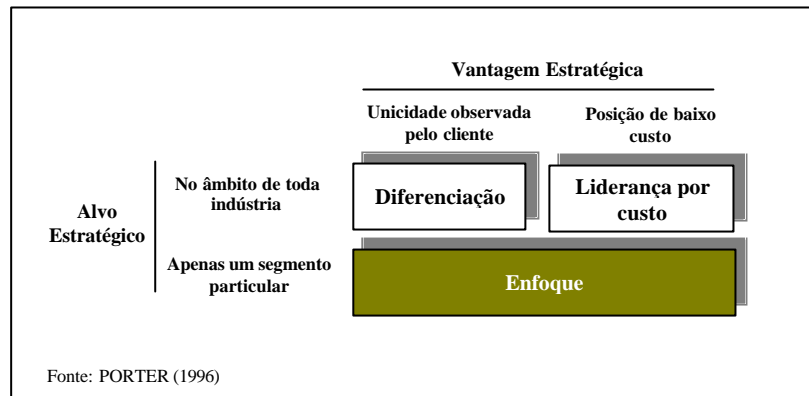 Vantagem Estratégica
Unicidade observada
pelo cliente
Posição de baixo
custo
Alvo
Estratégico
No âmbito de toda
indústria
Diferenciação
Liderança por
custo
Apenas um segmento
particular
Enfoque
Fonte: PORTER (1996)